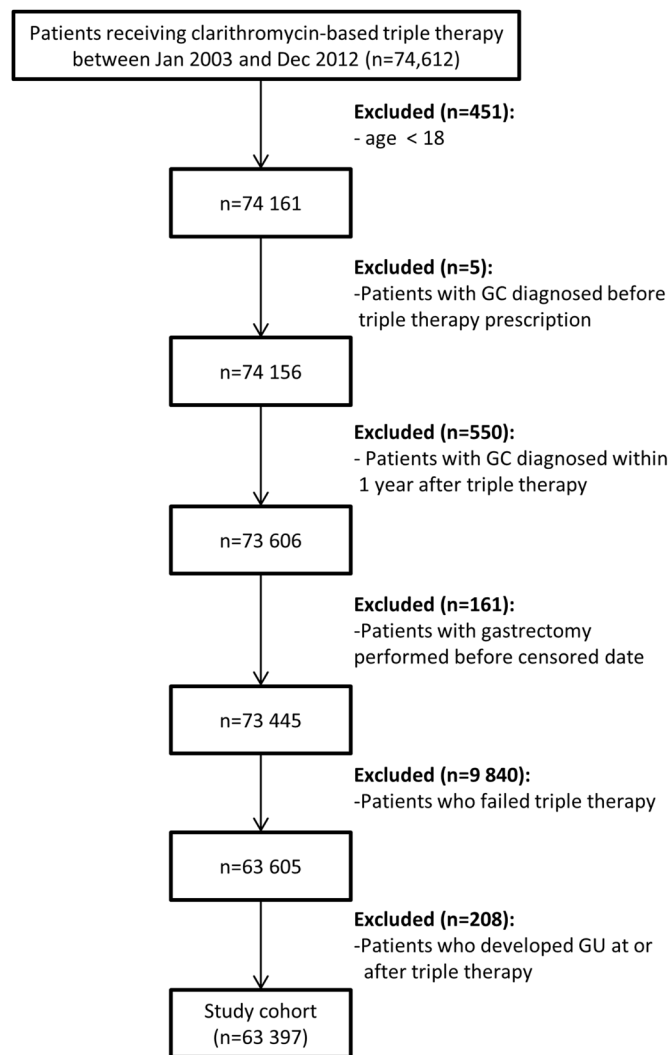 Patients receiving clarithromycin-based triple therapy
between Jan 2003 and Dec 2012 (n=74,612)
Excluded (n=451):
- age < 18
n=74 161
Excluded (n=5):
-Patients with GC diagnosed before
triple therapy prescription
n=74 156
Excluded (n=550):
- Patients with GC diagnosed within
1 year after triple therapy
n=73 606
Excluded (n=161):
-Patients with gastrectomy
performed before censored date
n=73 445
Excluded (n=9 840):
-Patients who failed triple therapy
n=63 605
Excluded (n=208):
-Patients who developed GU at or
after triple therapy
Study cohort
(n=63 397)